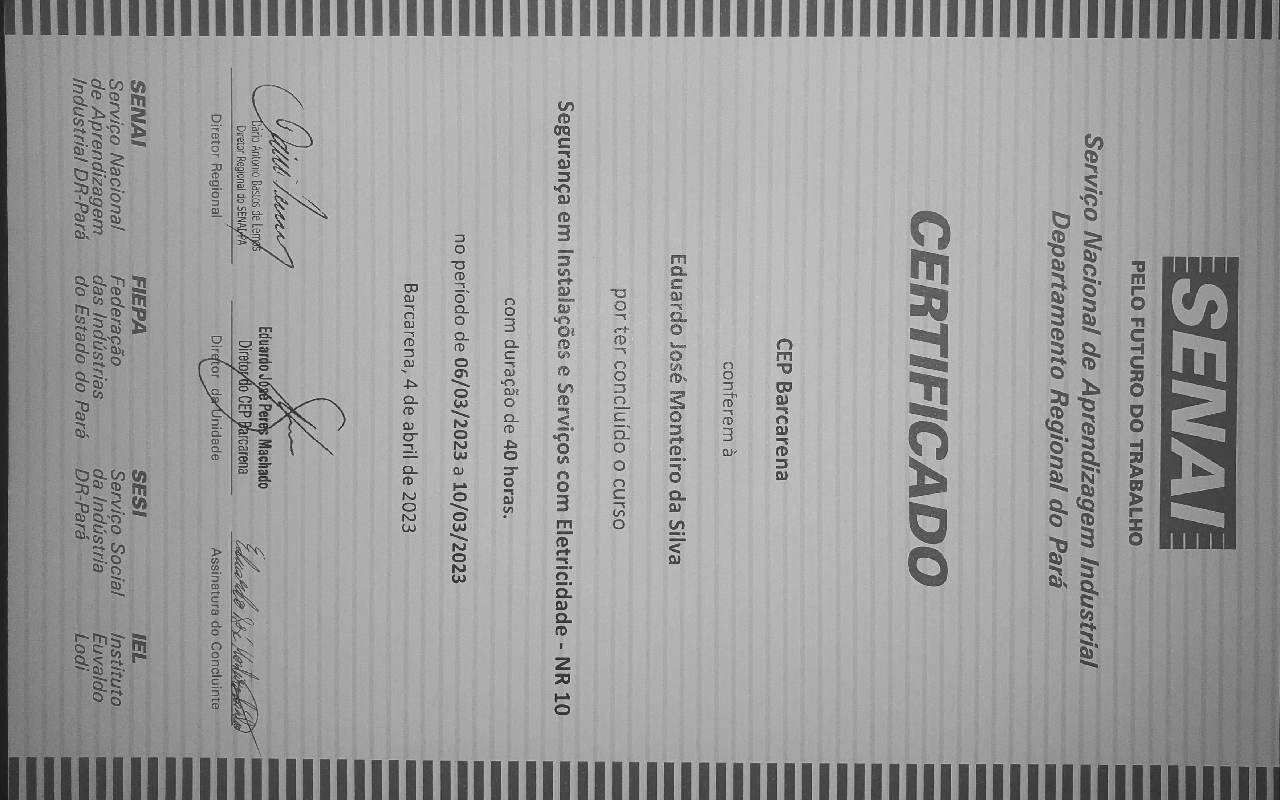 SENAI
PELO FUTURO DO TRABALHO
Serviço Nacional de Aprendizagem Industrial
Departamento Regional do Pará
CERTIFICADO
CEP Barcarena
conferem à
Eduardo José Monteiro da Silva
por ter concluído o curso
Segurança em Instalações e Serviços com Eletricidade - NR 10
com duração de 40 horas.
no período de 06/03/2023 a 10/03/2023
Barcarena, 4 de abril de 2023
Dário Antonio Bastos de Lemos
Diretor Regional do SENAI-PA
Diretor Regional
Eduardo José Peres Machado
Diretor do CEP Barcarena
Diretor da Unidade
Assinatura do Concluinte
SENAI
Serviço Nacional
de Aprendizagem
Industrial DR-Pará
FIEPA
Federação
das Indústrias
do Estado do Pará
SESI
Serviço Social
da Indústria
DR-Pará
IEL
Instituto
Euvaldo
Lodi